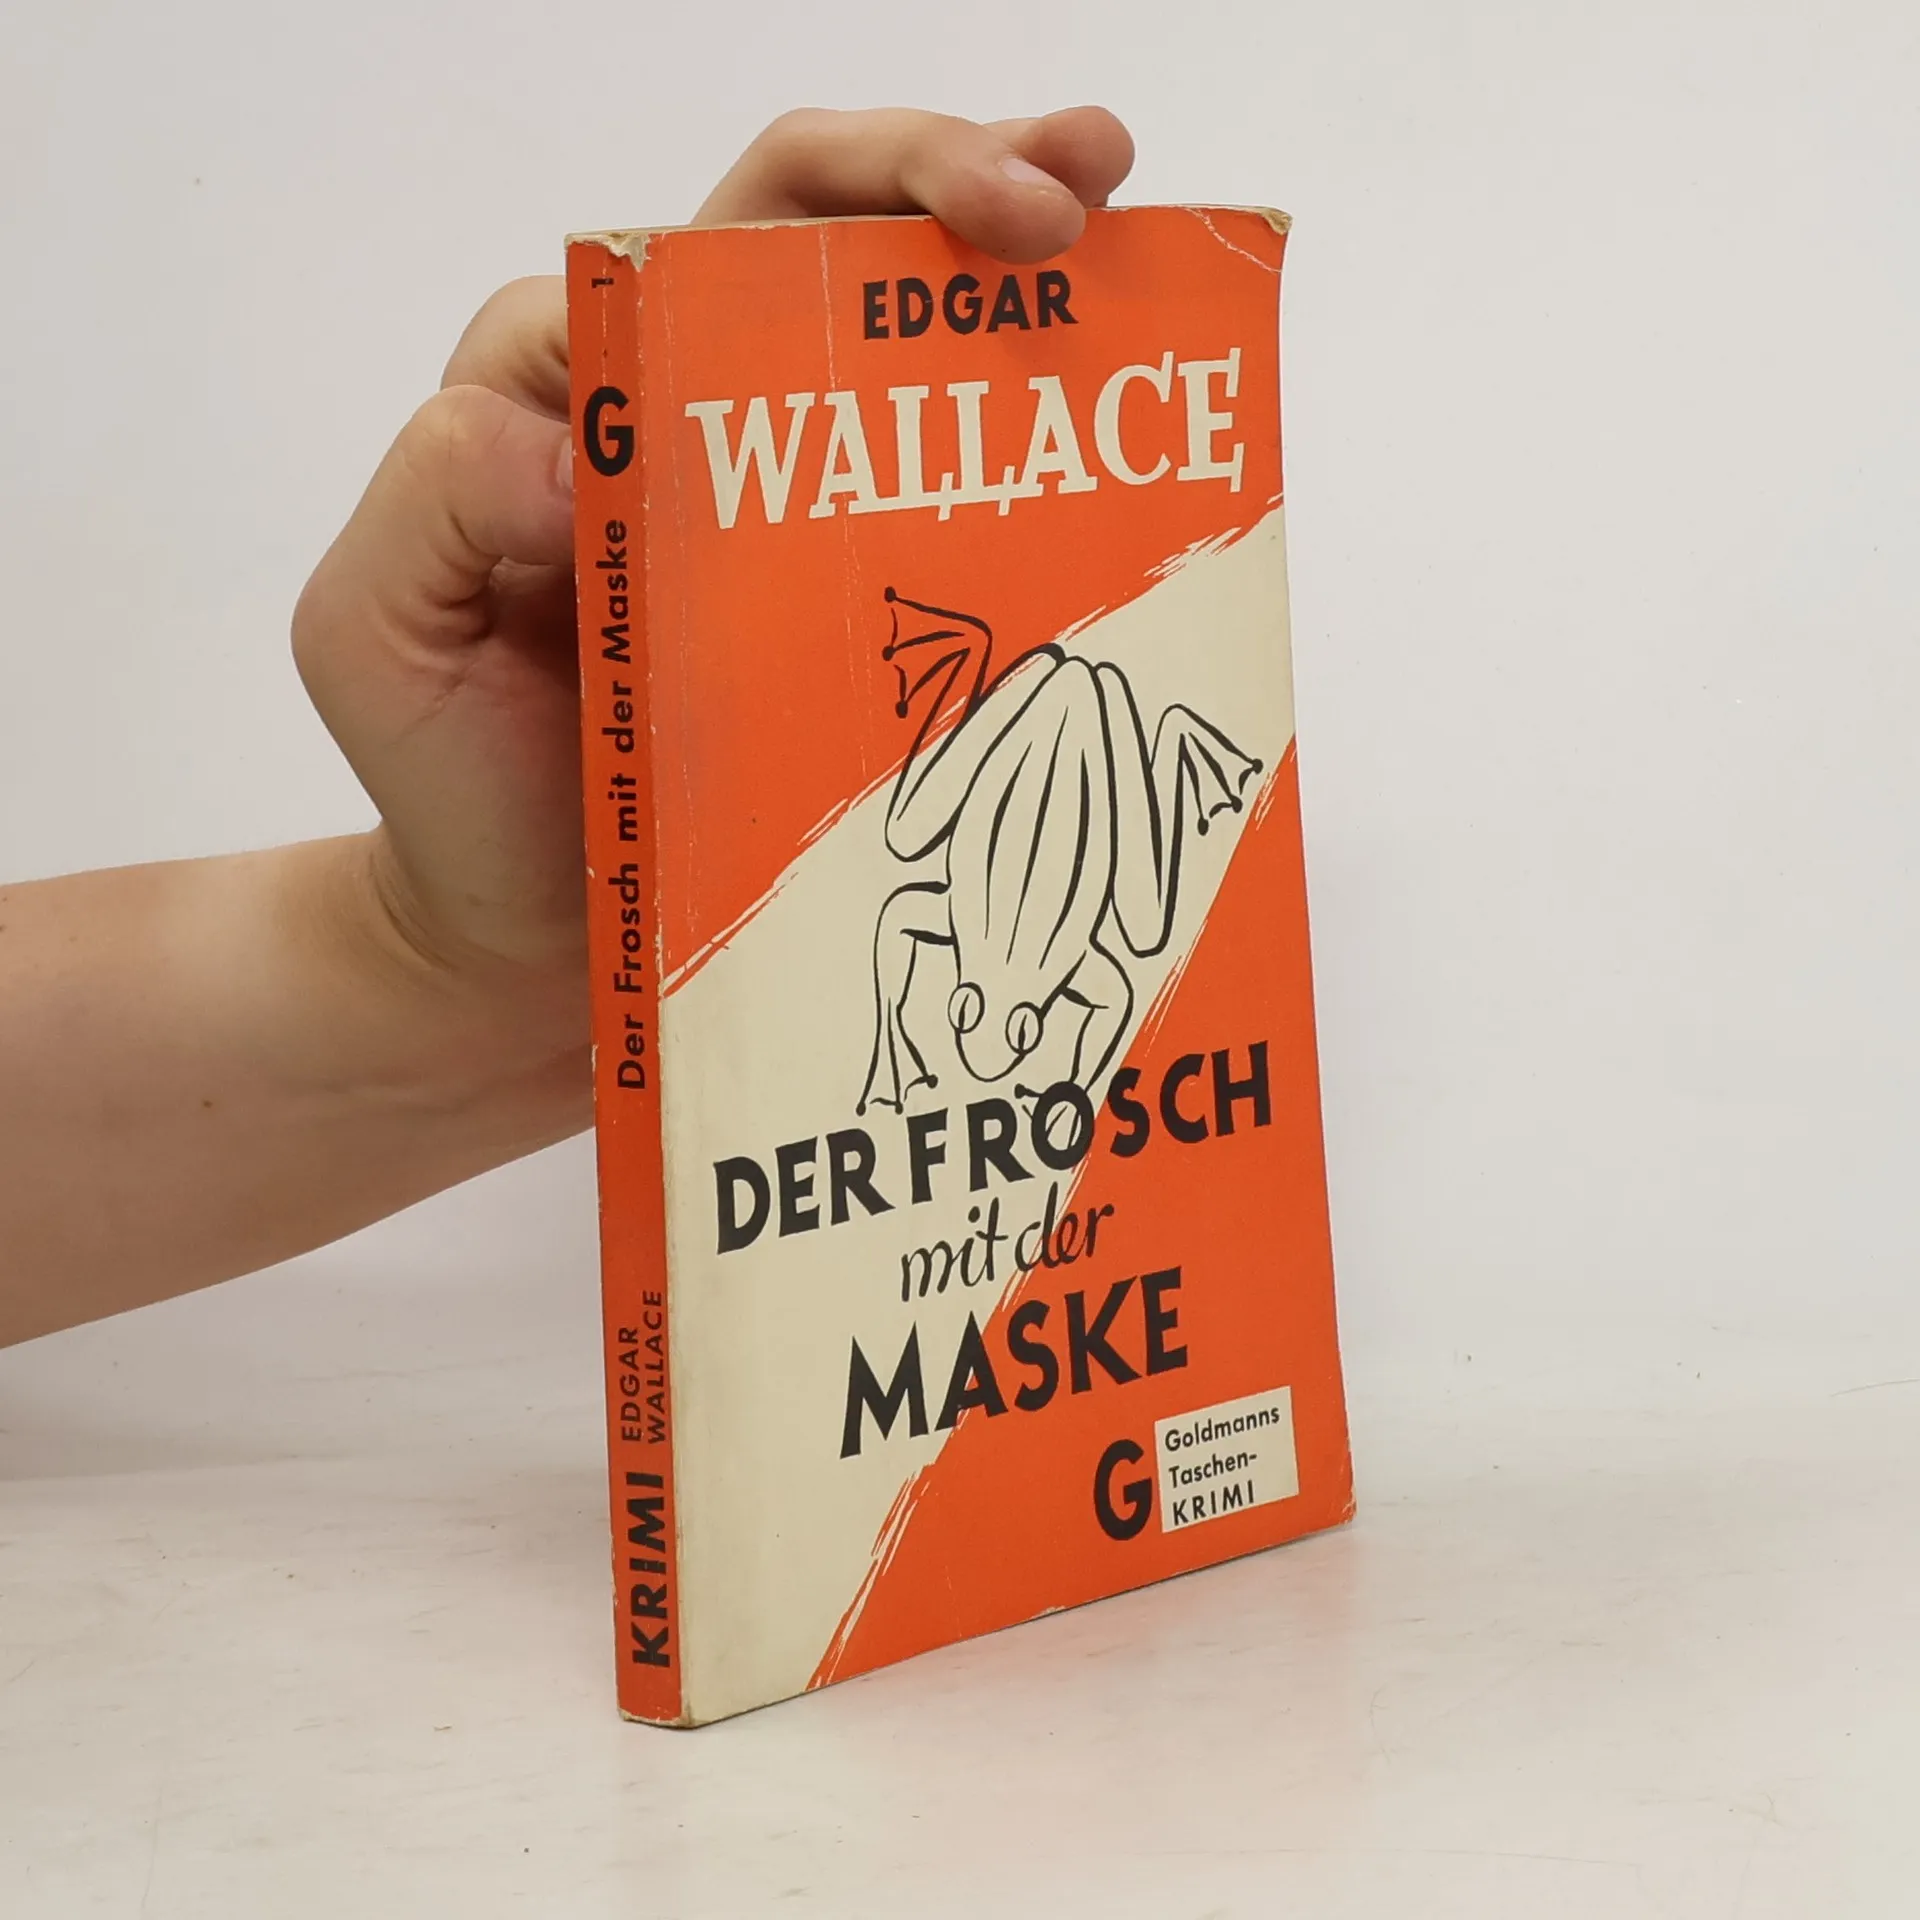 EDGAR
WALLACE
DER FROSCH
mit der
MASKE
G
Goldmanns
Taschen-
KRIMI
1
G
Der Frosch mit der Maske
EDGAR
WALLACE
KRIMI